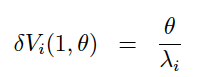 δV_i(1, θ) = θ/λ_i